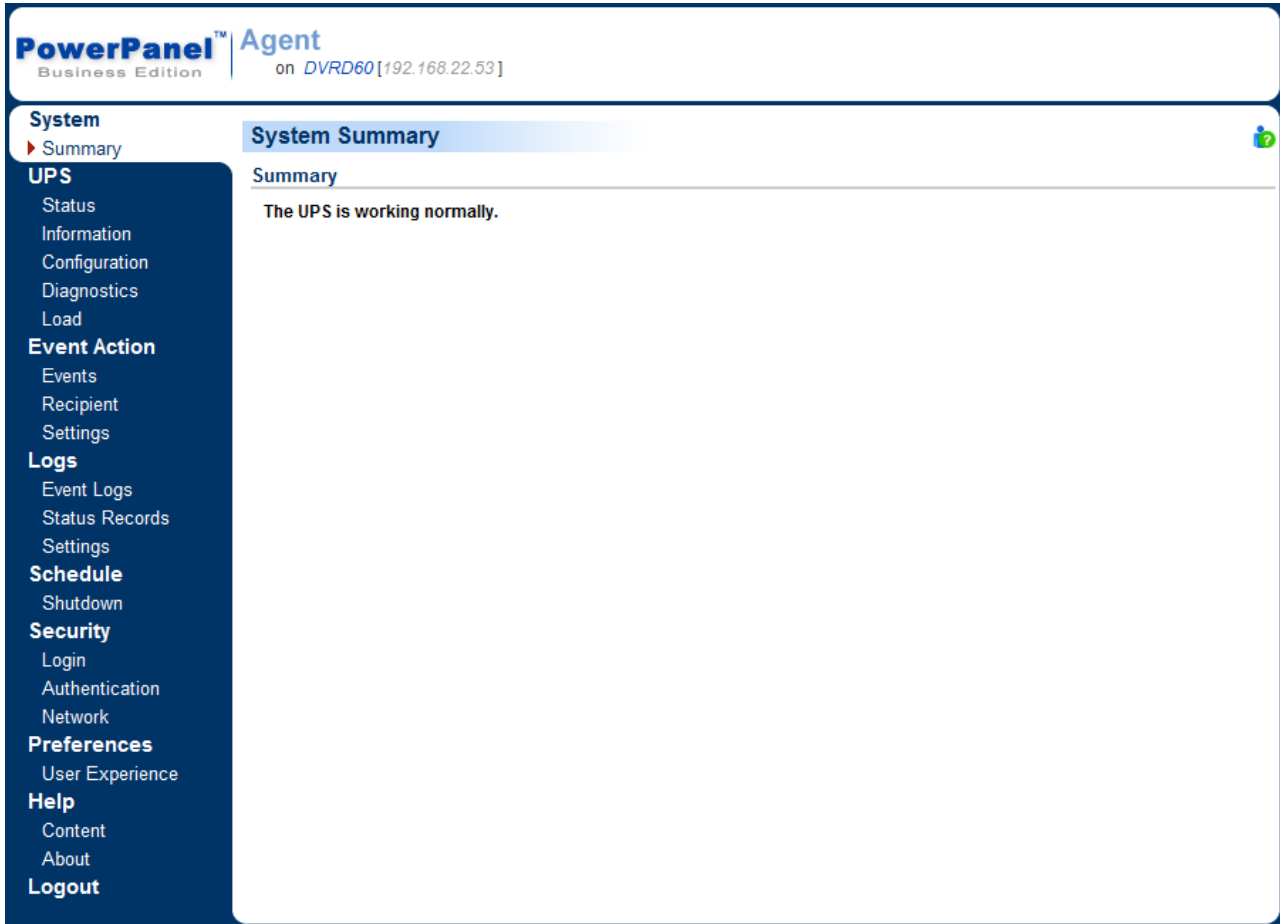 PowerPanel™
Business Edition
Agent
on DVRD60 [192.168.22.53]
System
Summary
UPS
Status
Information
Configuration
Diagnostics
Load
Event Action
Events
Recipient
Settings
Logs
Event Logs
Status Records
Settings
Schedule
Shutdown
Security
Login
Authentication
Network
Preferences
User Experience
Help
Content
About
Logout
System Summary
?
Summary
The UPS is working normally.